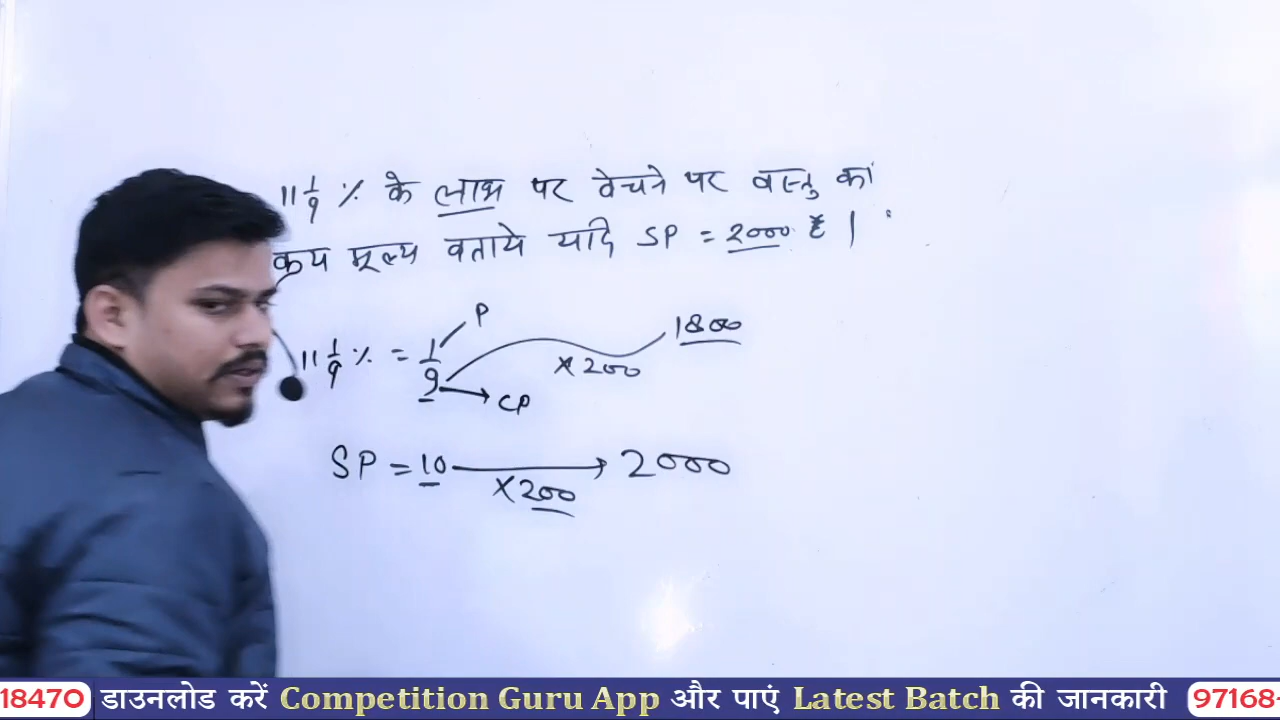 11 1/9 % के लाभ पर बेचने पर वस्तु का
क्रय मूल्य बताये यदि SP = 2000 है ।
11 1/9 % = 1/9 P CP ×200 1800
SP = 10 ×200 2000
18470 डाउनलोड करें Competition Guru App और पाएं Latest Batch की जानकारी 97168-